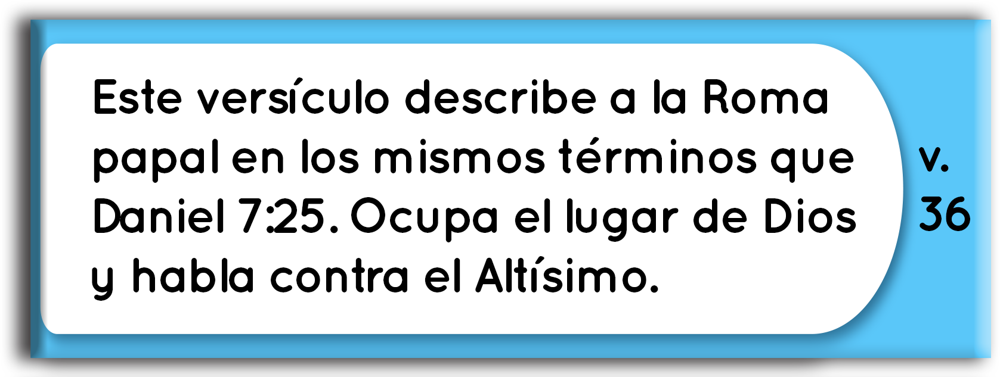 Este versículo describe a la Roma
papal en los mismos términos que
Daniel 7:25. Ocupa el lugar de Dios
y habla contra el Altísimo.
v.
36